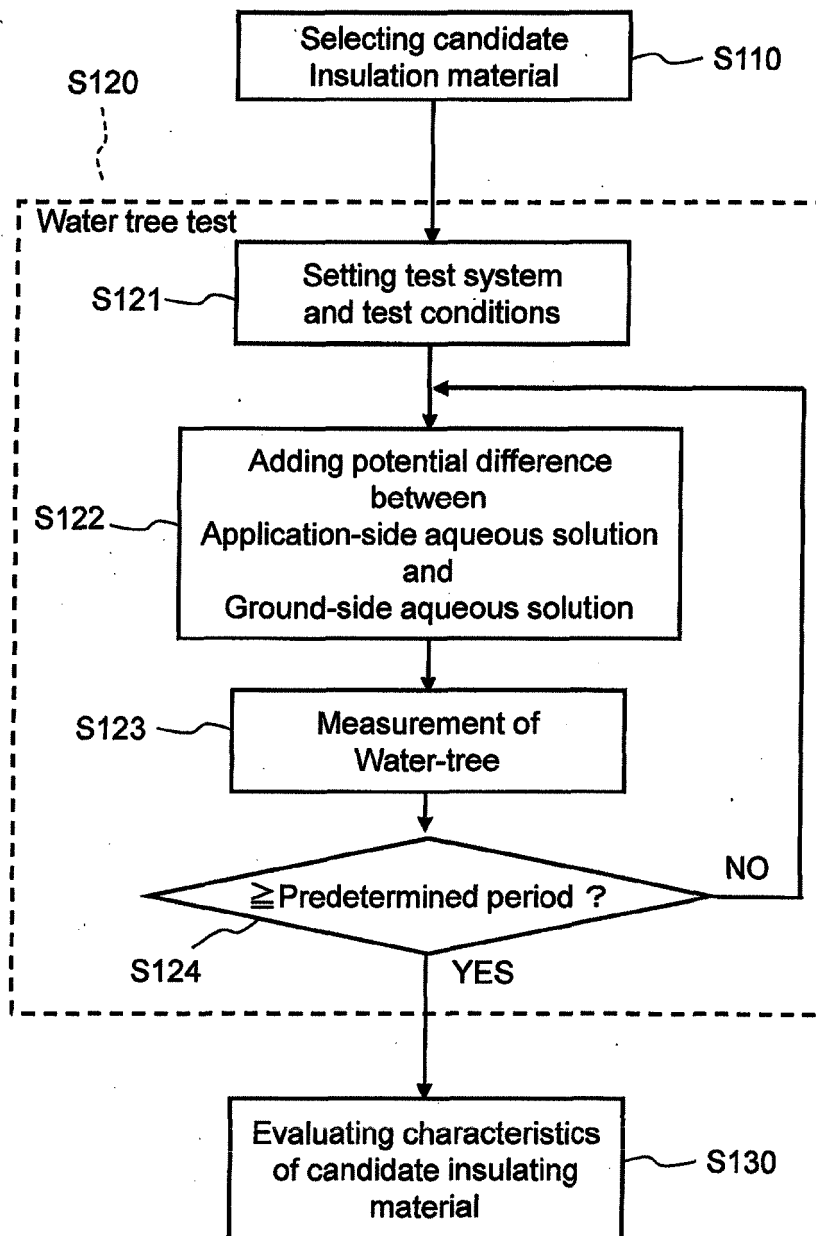 Selecting candidate
Insulation material
S110
S120
Water tree test
Setting test system
and test conditions
S121
Adding potential difference
between
Application-side aqueous solution
and
Ground-side aqueous solution
S122
Measurement of
Water-tree
S123
≧Predetermined period ?
NO
S124
YES
Evaluating characteristics
of candidate insulating
material
S130